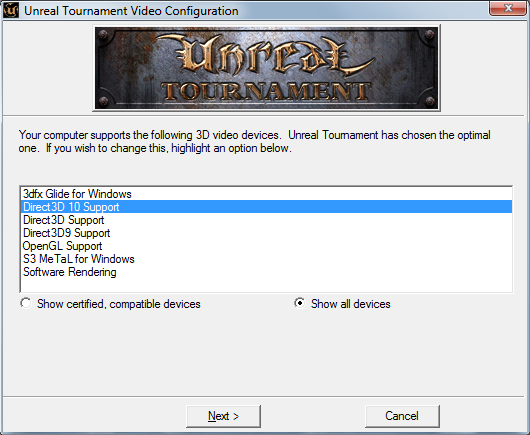 Unreal Tournament Video Configuration
Unreal
TOURNAMENT
Your computer supports the following 3D video devices.  Unreal Tournament has chosen the optimal
one.  If you wish to change this, highlight an option below.
3dfx Glide for Windows
Direct3D 10 Support
Direct3D Support
Direct3D9 Support
OpenGL Support
S3 MeTaL for Windows
Software Rendering
Show certified, compatible devices
Show all devices
Next >
Cancel